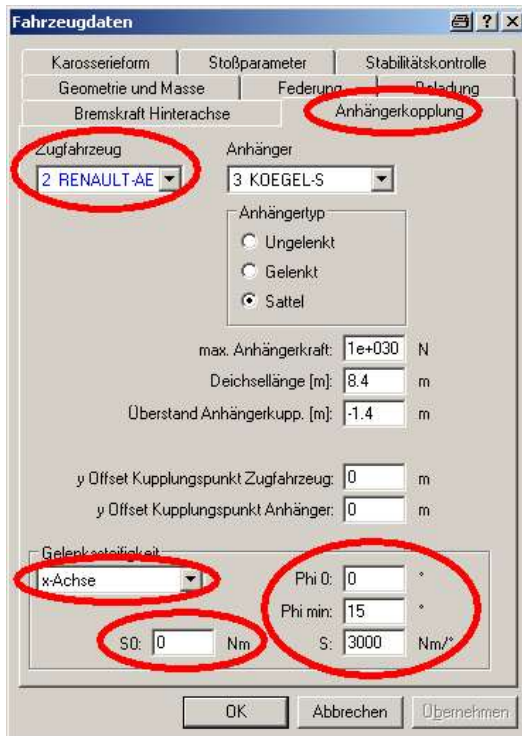 Fahrzeugdaten
Karosserieform Stoßparameter Stabilitätskontrolle
Geometrie und Masse Federung Beladung
Bremskraft Hinterachse Anhängerkopplung
Zugfahrzeug Anhänger
2 RENAULT-AE 3 KOEGEL-S
Anhängertyp
Ungelenkt
Gelenkt
Sattel
max. Anhängerkraft: 1e+030 N
Deichsellänge [m]: 8.4 m
Überstand Anhängerkupp. [m]: -1.4 m
y Offset Kupplungspunkt Zugfahrzeug: 0 m
y Offset Kupplungspunkt Anhänger: 0 m
Gelenksteifigkeit
x-Achse Phi 0: 0 °
Phi min: 15 °
S0: 0 Nm S: 3000 Nm/°
OK Abbrechen Übernehmen